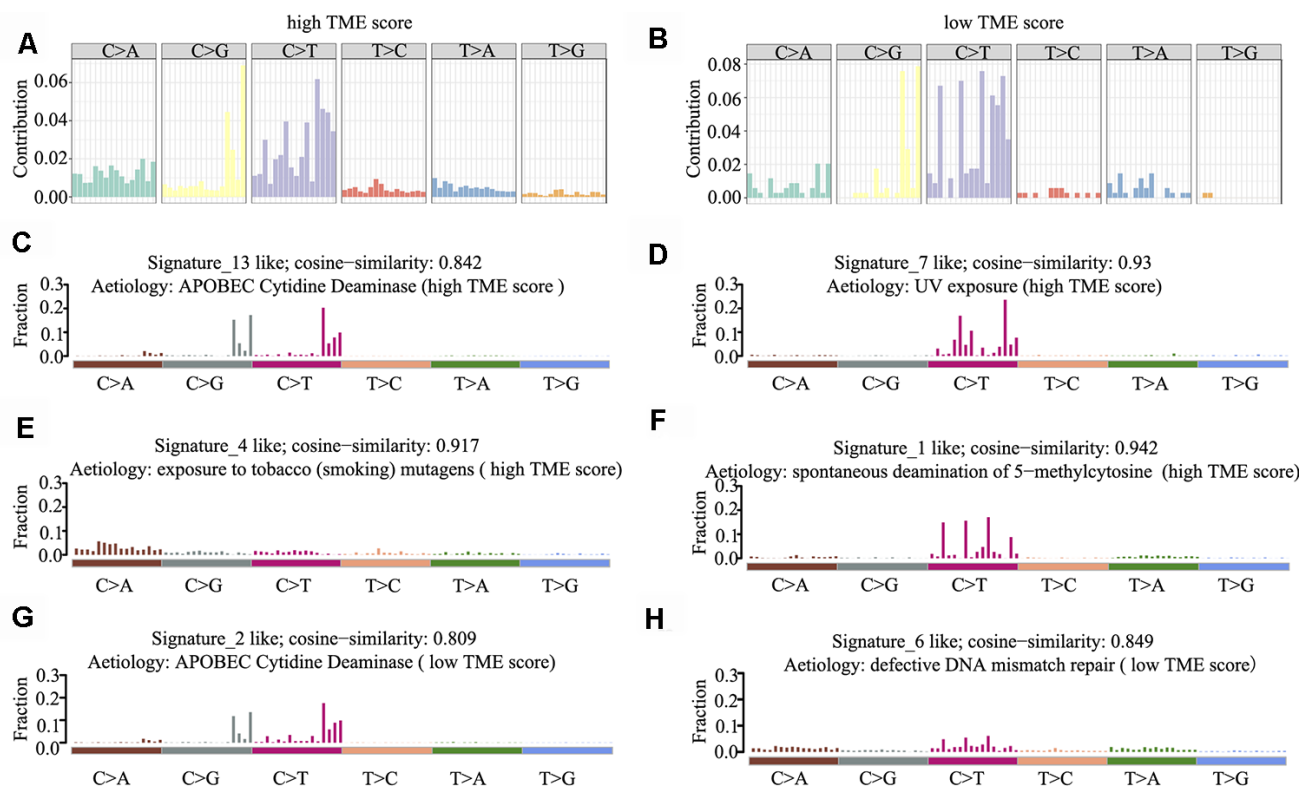 A
high TME score
C>A C>G C>T T>C T>A T>G
Contribution
0.06
0.04
0.02
0.00
B
low TME score
C>A C>G C>T T>C T>A T>G
Contribution
0.08
0.06
0.04
0.02
0.00
C
Signature_13 like; cosine−similarity: 0.842
Aetiology: APOBEC Cytidine Deaminase (high TME score )
Fraction
0.3
0.2
0.1
0.0
C>A C>G C>T T>C T>A T>G
D
Signature_7 like; cosine−similarity: 0.93
Aetiology: UV exposure (high TME score)
Fraction
0.3
0.2
0.1
0.0
C>A C>G C>T T>C T>A T>G
E
Signature_4 like; cosine−similarity: 0.917
Aetiology: exposure to tobacco (smoking) mutagens ( high TME score)
Fraction
0.3
0.2
0.1
0.0
C>A C>G C>T T>C T>A T>G
F
Signature_1 like; cosine−similarity: 0.942
Aetiology: spontaneous deamination of 5−methylcytosine (high TME score)
Fraction
0.3
0.2
0.1
0.0
C>A C>G C>T T>C T>A T>G
G
Signature_2 like; cosine−similarity: 0.809
Aetiology: APOBEC Cytidine Deaminase ( low TME score)
Fraction
0.3
0.2
0.1
0.0
C>A C>G C>T T>C T>A T>G
H
Signature_6 like; cosine−similarity: 0.849
Aetiology: defective DNA mismatch repair ( low TME score)
Fraction
0.3
0.2
0.1
0.0
C>A C>G C>T T>C T>A T>G